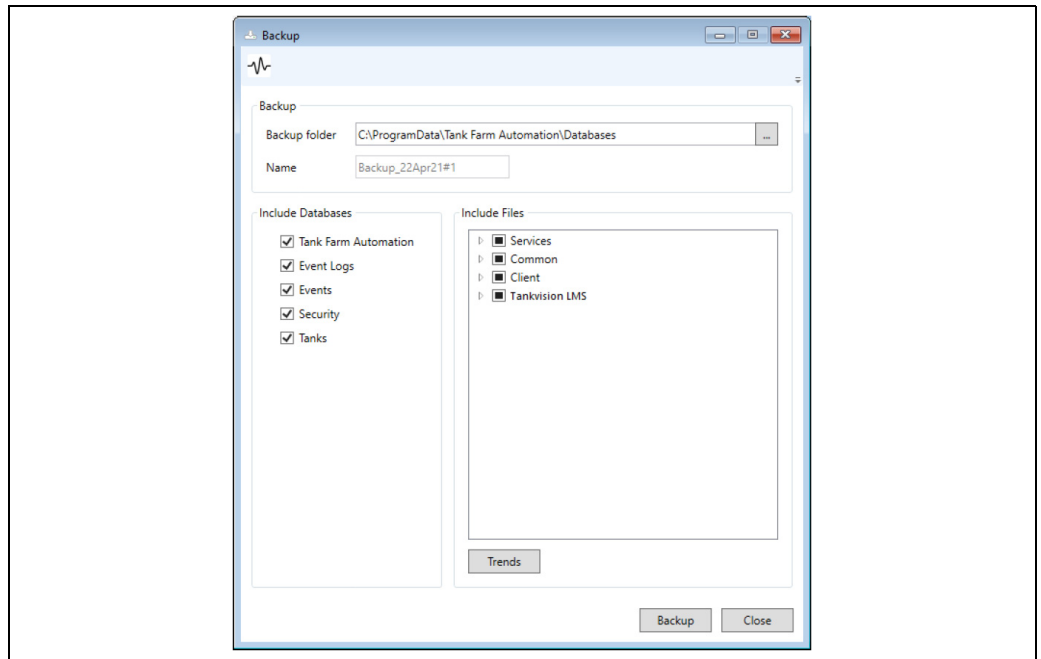 Backup
Backup
Backup folder C:\ProgramData\Tank Farm Automation\Databases ...
Name Backup_22Apr21#1
Include Databases
Tank Farm Automation
Event Logs
Events
Security
Tanks
Include Files
Services
Common
Client
Tankvision LMS
Trends
Backup Close